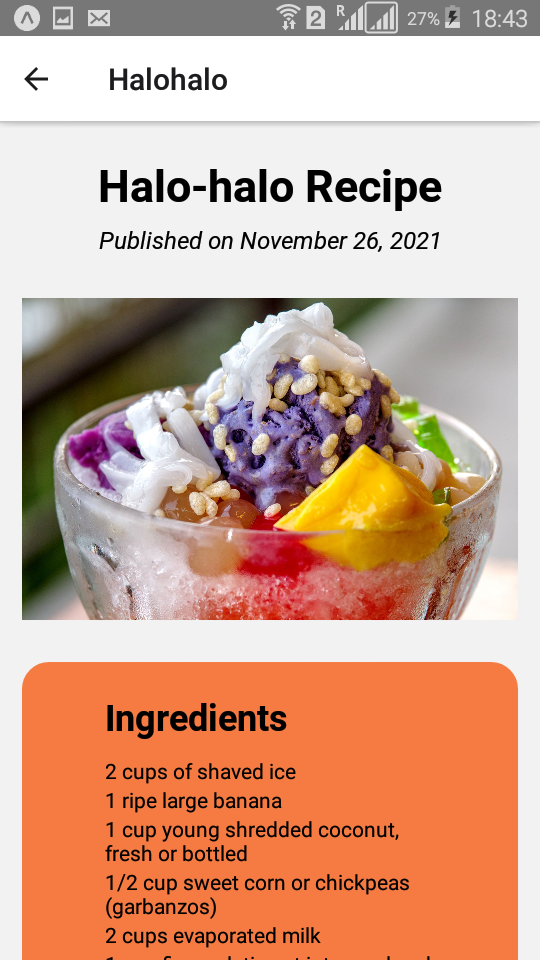 2 R 27% 18:43
Halohalo
Halo-halo Recipe
Published on November 26, 2021
Ingredients
2 cups of shaved ice
1 ripe large banana
1 cup young shredded coconut,
fresh or bottled
1/2 cup sweet corn or chickpeas
(garbanzos)
2 cups evaporated milk